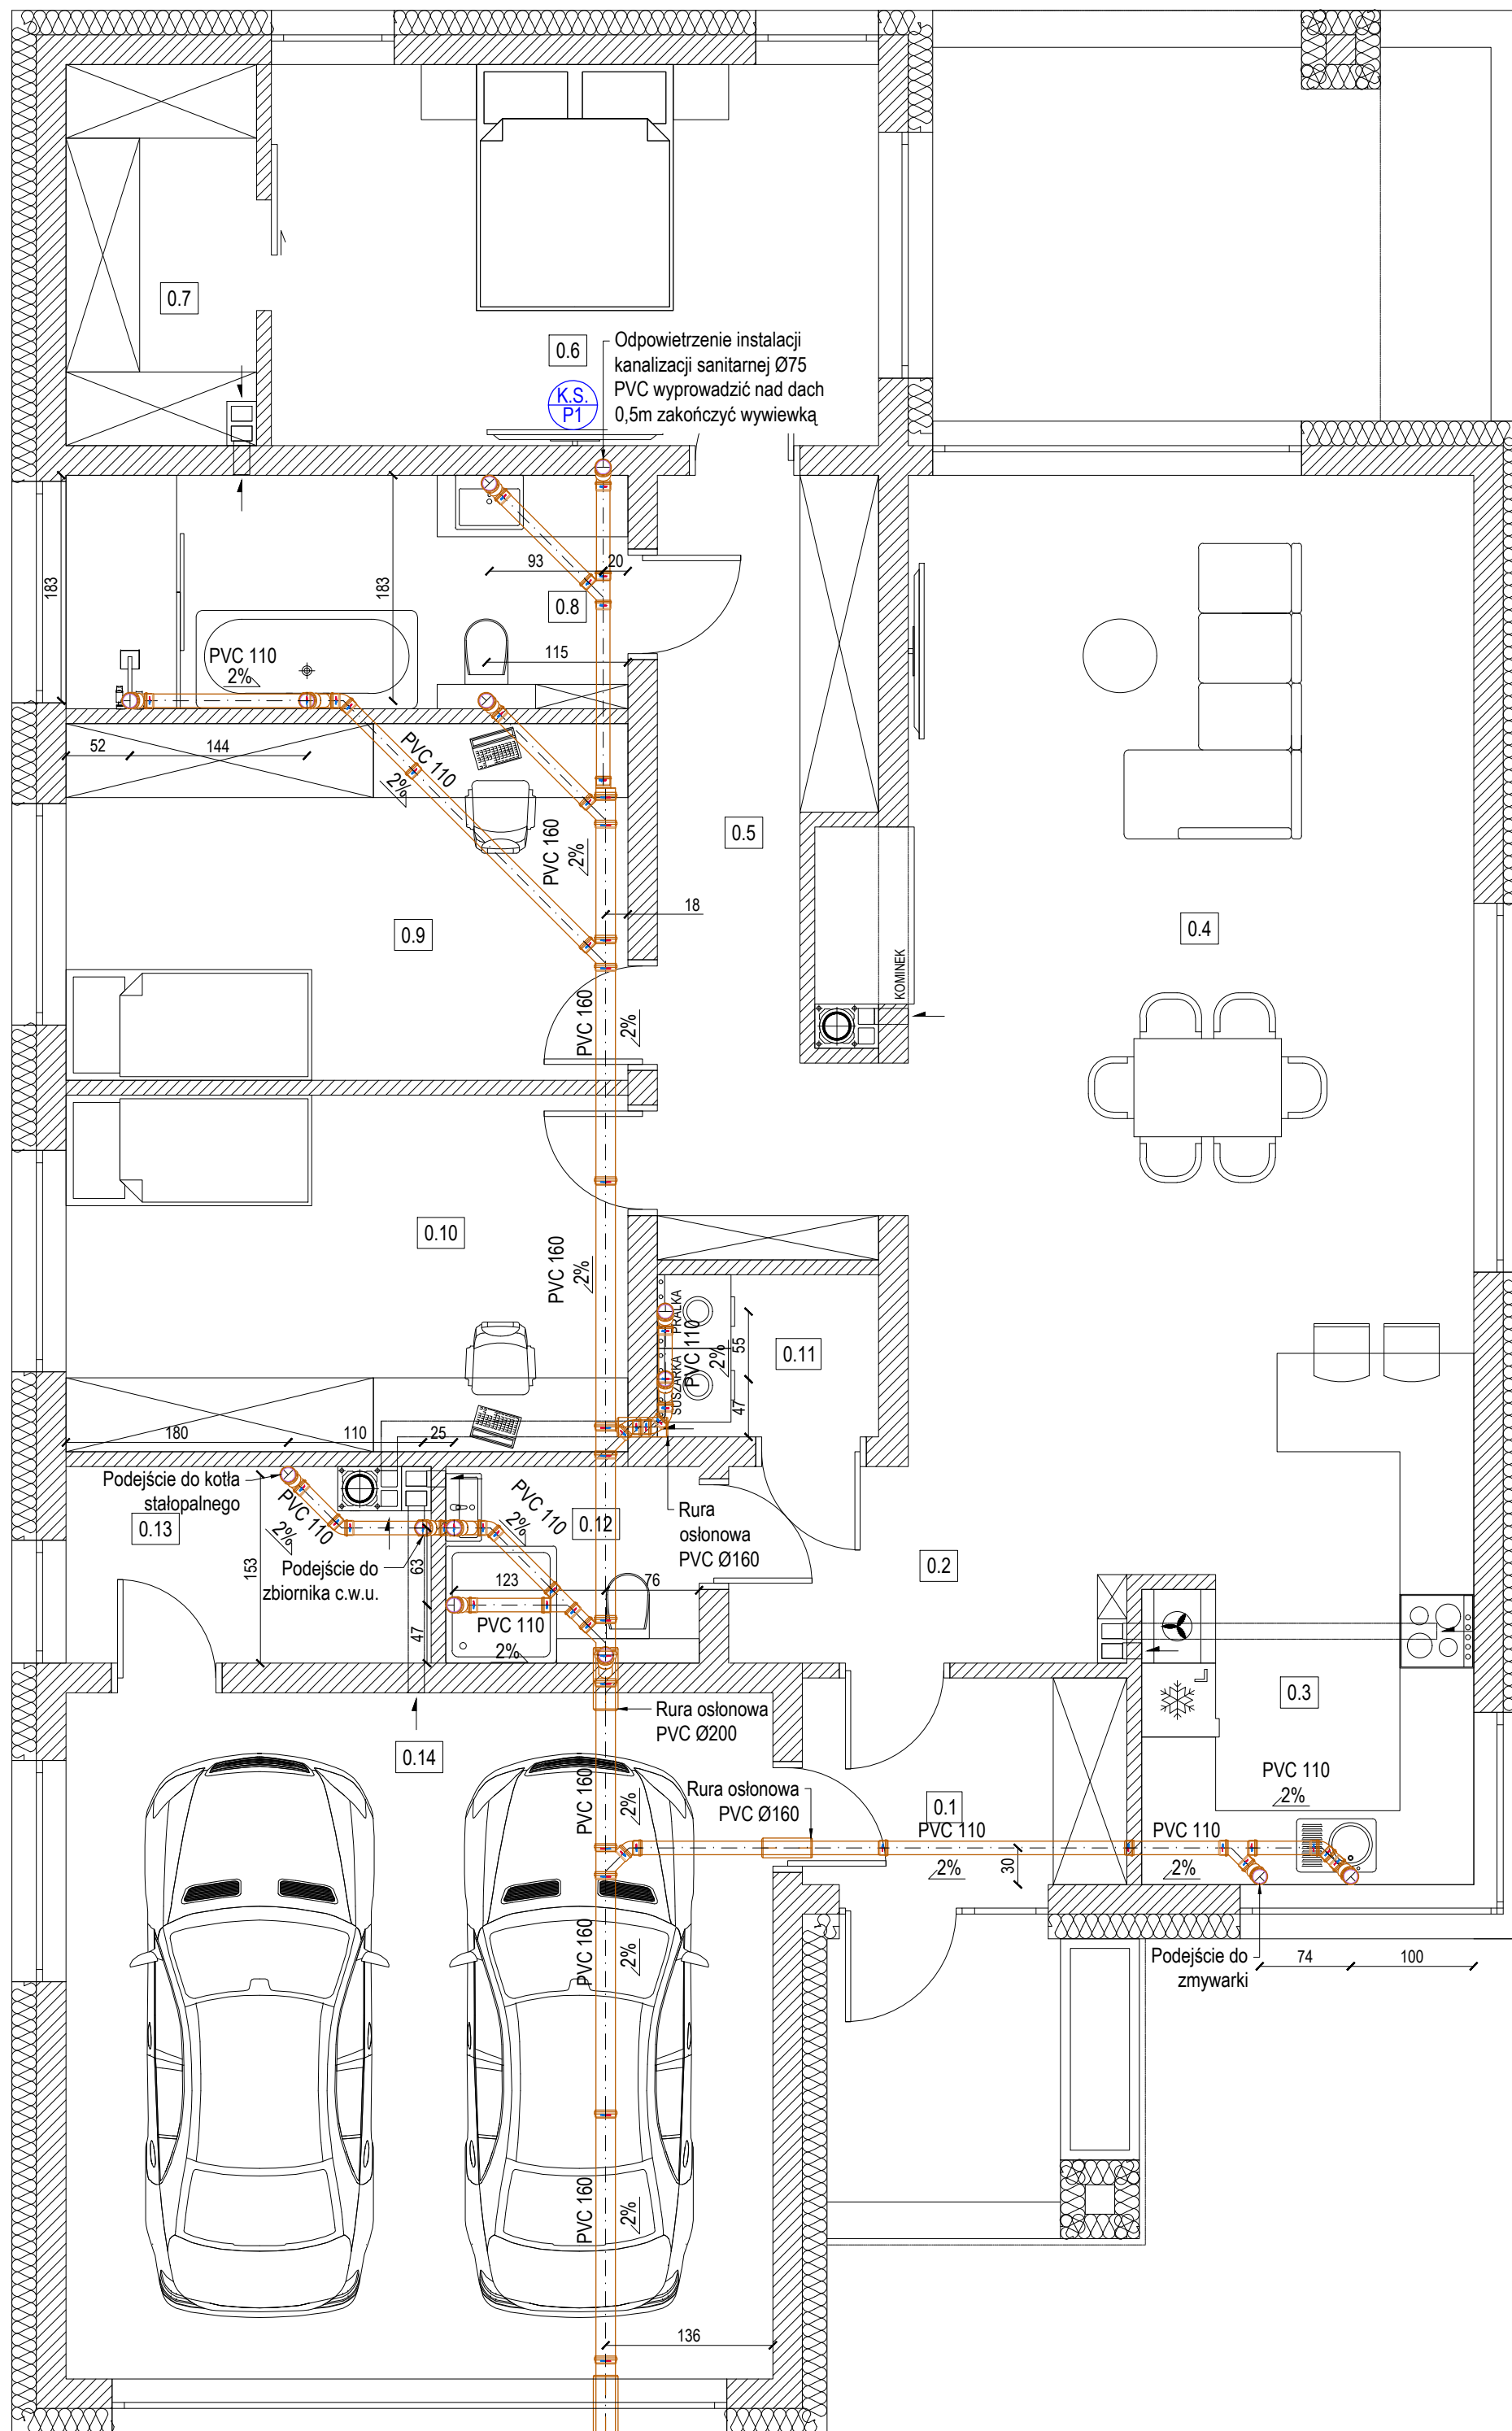 0.7
0.6
Odpowietrzenie instalacji
kanalizacji sanitarnej Ø75
PVC wyprowadzić nad dach
0,5m zakończyć wywiewką
K.S.
P1
93
20
183
183
0.8
115
PVC 110
2%
52
144
PVC 110
2%
PVC 160
2%
0.5
18
0.9
0.4
KOMINEK
PVC 160
2%
0.10
PVC 160
2%
PRALKA
SUSZARKA
PVC 110
2%
55
47
0.11
180
110
25
Podejście do kotła
stałopalnego
0.13
PVC 110
2%
153
Podejście do
zbiornika c.w.u.
63
47
PVC 110
2%
0.12
123
76
PVC 110
2%
Rura
osłonowa
PVC Ø160
0.2
0.3
Rura osłonowa
PVC Ø200
0.14
PVC 160
2%
Rura osłonowa
PVC Ø160
0.1
PVC 110
2%
30
PVC 110
2%
PVC 110
2%
PVC 160
2%
Podejście do
zmywarki
74
100
PVC 160
2%
136